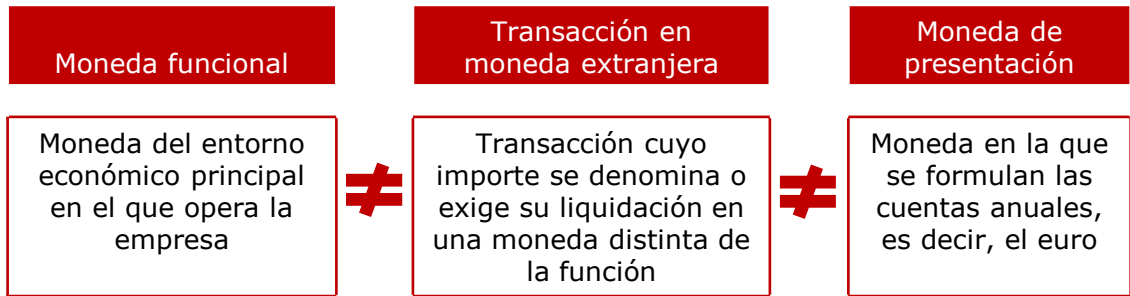 Moneda funcional
Transacción en
moneda extranjera
Moneda de
presentación
Moneda del entorno
económico principal
en el que opera la
empresa
≠
Transacción cuyo
importe se denomina o
exige su liquidación en
una moneda distinta de
la función
≠
Moneda en la que
se formulan las
cuentas anuales,
es decir, el euro